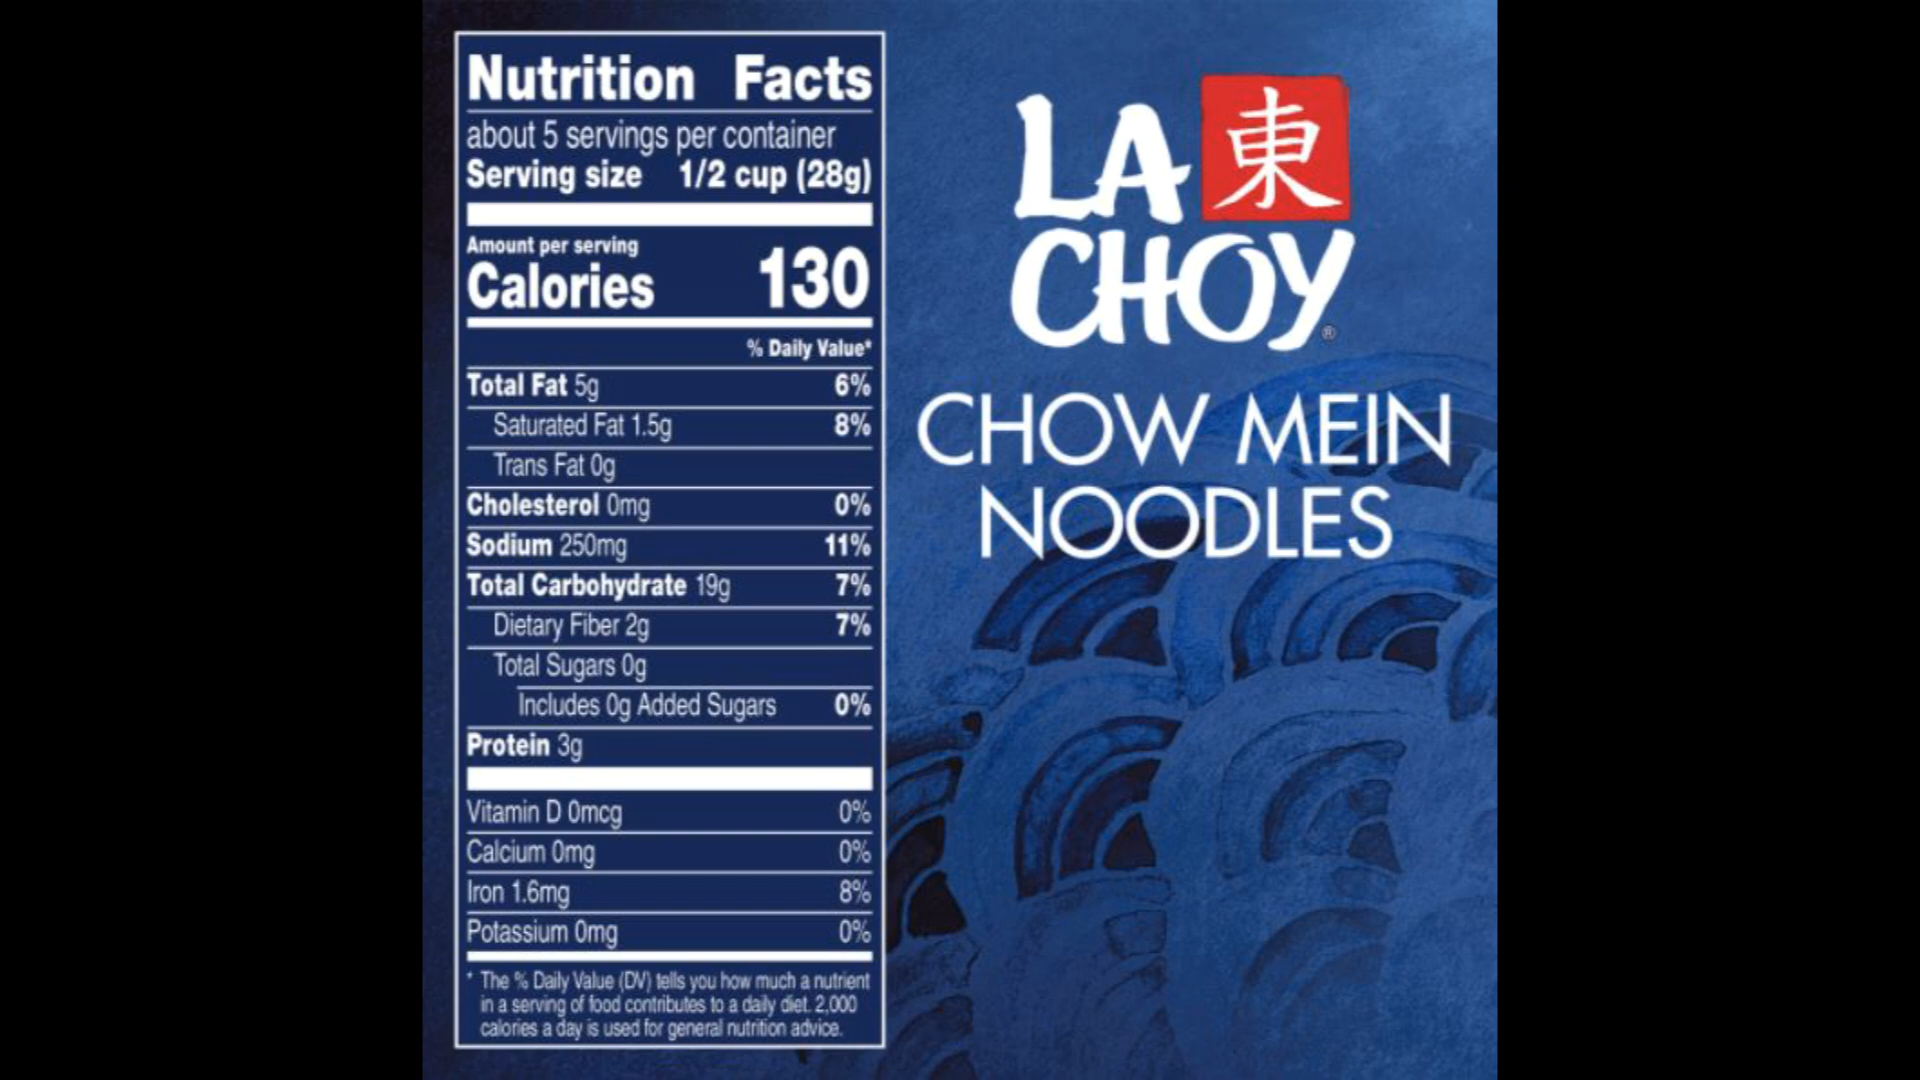 Nutrition Facts
about 5 servings per container
Serving size 1/2 cup (28g)
Amount per serving
Calories 130
% Daily Value*
Total Fat 5g 6%
Saturated Fat 1.5g 8%
Trans Fat 0g
Cholesterol 0mg 0%
Sodium 250mg 11%
Total Carbohydrate 19g 7%
Dietary Fiber 2g 7%
Total Sugars 0g
Includes 0g Added Sugars 0%
Protein 3g
Vitamin D 0mcg 0%
Calcium 0mg 0%
Iron 1.6mg 8%
Potassium 0mg 0%
* The % Daily Value (DV) tells you how much a nutrient
in a serving of food contributes to a daily diet. 2,000
calories a day is used for general nutrition advice.
LA 東
CHOY®
CHOW MEIN
NOODLES